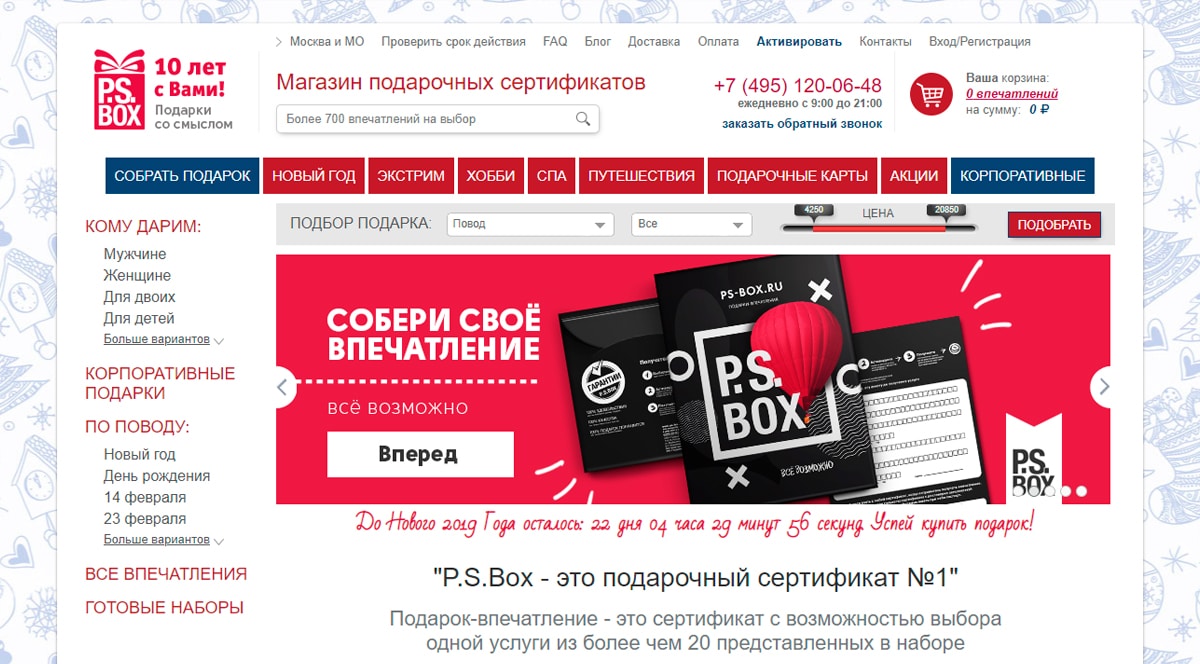 Москва и МО Проверить срок действия FAQ Блог Доставка Оплата Активировать Контакты Вход/Регистрация
P.S.
BOX
10 лет
с Вами!
Подарки
со смыслом
Магазин подарочных сертификатов
Более 700 впечатлений на выбор
+7 (495) 120-06-48
ежедневно с 9:00 до 21:00
заказать обратный звонок
Ваша корзина:
0 впечатлений
на сумму: 0 ₽
СОБРАТЬ ПОДАРОК НОВЫЙ ГОД ЭКСТРИМ ХОББИ СПА ПУТЕШЕСТВИЯ ПОДАРОЧНЫЕ КАРТЫ АКЦИИ КОРПОРАТИВНЫЕ
КОМУ ДАРИМ:
Мужчине
Женщине
Для двоих
Для детей
Больше вариантов
КОРПОРАТИВНЫЕ
ПОДАРКИ
ПО ПОВОДУ:
Новый год
День рождения
14 февраля
23 февраля
Больше вариантов
ВСЕ ВПЕЧАТЛЕНИЯ
ГОТОВЫЕ НАБОРЫ
ПОДБОР ПОДАРКА: Повод Все 4250 ЦЕНА 20850 ПОДОБРАТЬ
СОБЕРИ СВОЁ
ВПЕЧАТЛЕНИЕ
ВСЁ ВОЗМОЖНО
Вперед
ГАРАНТИИ
P.S.BOX
PS-BOX.RU
ПОДАРКИ ВПЕЧАТЛЕНИЯ
P.S.
BOX
ВСЁ ВОЗМОЖНО
P.S.
BOX
До Нового 2019 Года осталось: 22 дня 04 часа 29 минут 56 секунд Успей купить подарок!
"P.S.Box - это подарочный сертификат №1"
Подарок-впечатление - это сертификат с возможностью выбора
одной услуги из более чем 20 представленных в наборе